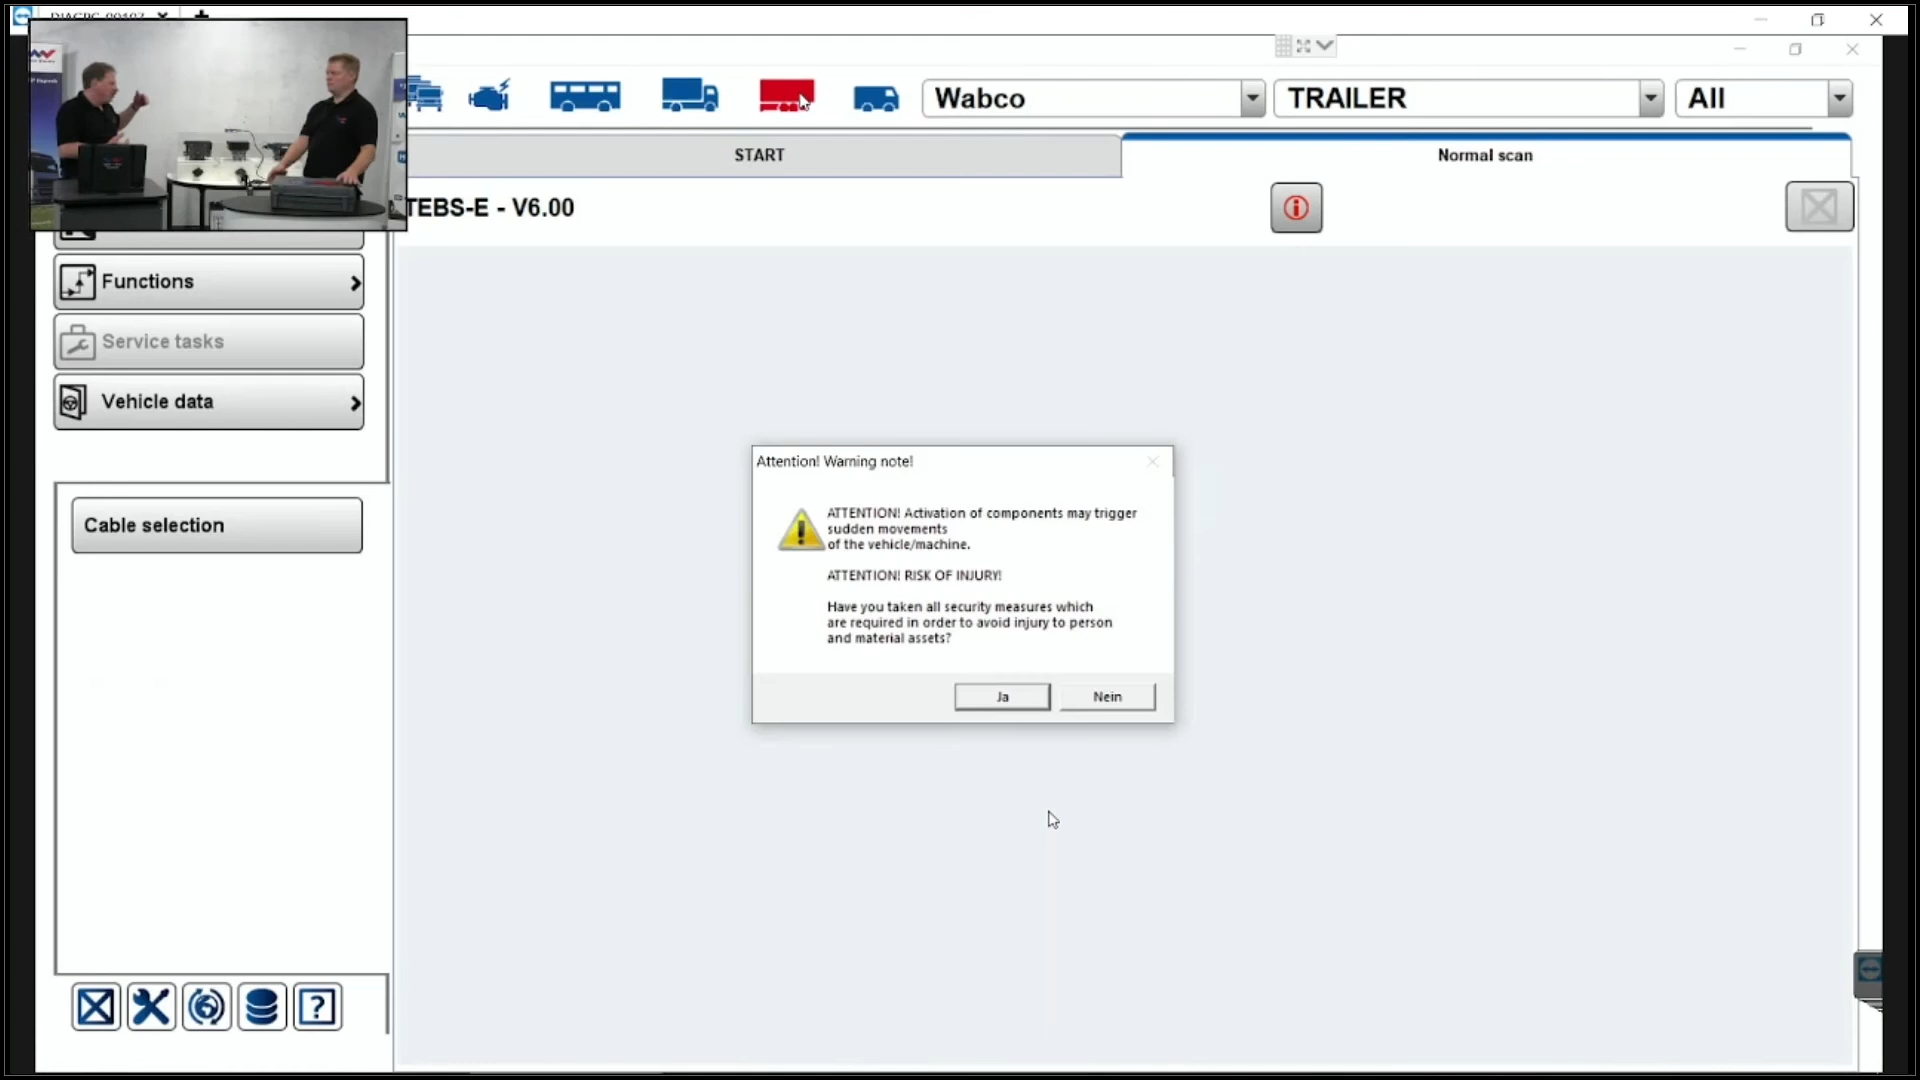 Wabco
TRAILER
All
START
Normal scan
TEBS-E - V6.00
Functions
Service tasks
Vehicle data
Cable selection
Attention! Warning note!
ATTENTION! Activation of components may trigger
sudden movements
of the vehicle/machine.
ATTENTION! RISK OF INJURY!
Have you taken all security measures which
are required in order to avoid injury to person
and material assets?
Ja
Nein
?